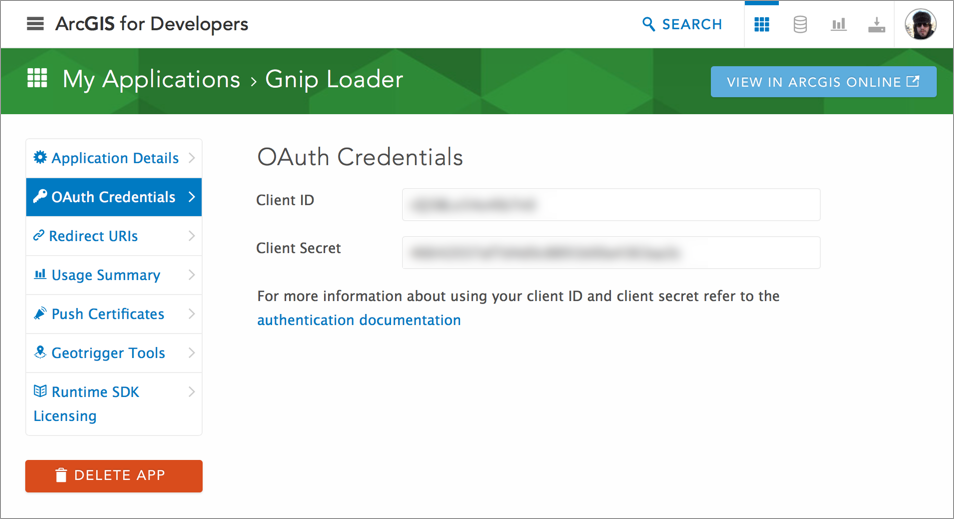 ArcGIS for Developers
SEARCH
My Applications › Gnip Loader
VIEW IN ARCGIS ONLINE
Application Details
OAuth Credentials
Redirect URIs
Usage Summary
Push Certificates
Geotrigger Tools
Runtime SDK
Licensing
DELETE APP
OAuth Credentials
Client ID
Client Secret
For more information about using your client ID and client secret refer to the
authentication documentation